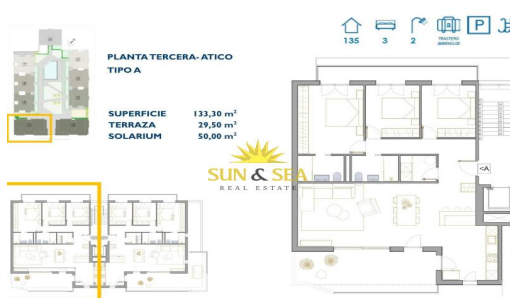 135 3 2
P
PLANTA TERCERA- ATICO
TIPO A
SUPERFICIE 133,30 m²
TERRAZA 29,50 m²
SOLARIUM 50,00 m²
SUN & SEA
REAL ESTATE
<A